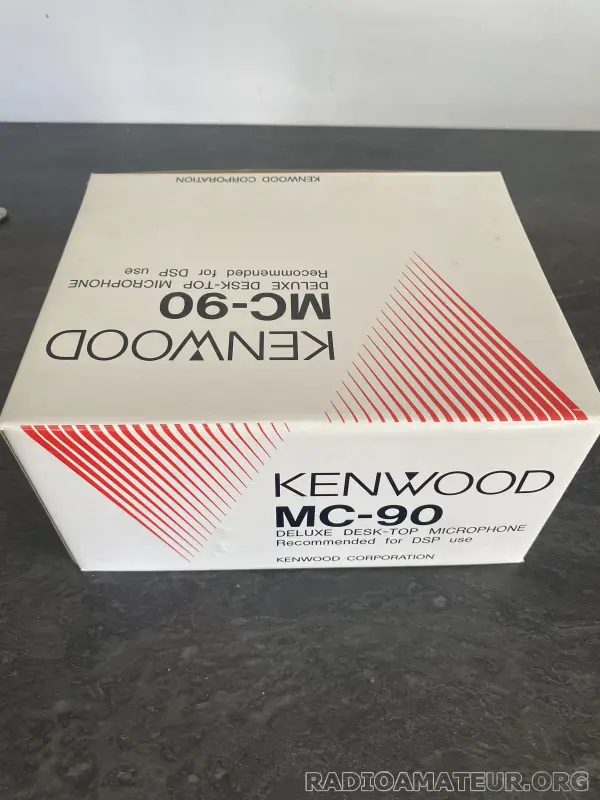 KENWOOD CORPORATION
Recommended for DSP use
DELUXE DESK-TOP MICROPHONE
MC-90
KENWOOD
KENWOOD
MC-90
DELUXE DESK-TOP MICROPHONE
Recommended for DSP use
KENWOOD CORPORATION
RADIOAMATEUR.ORG